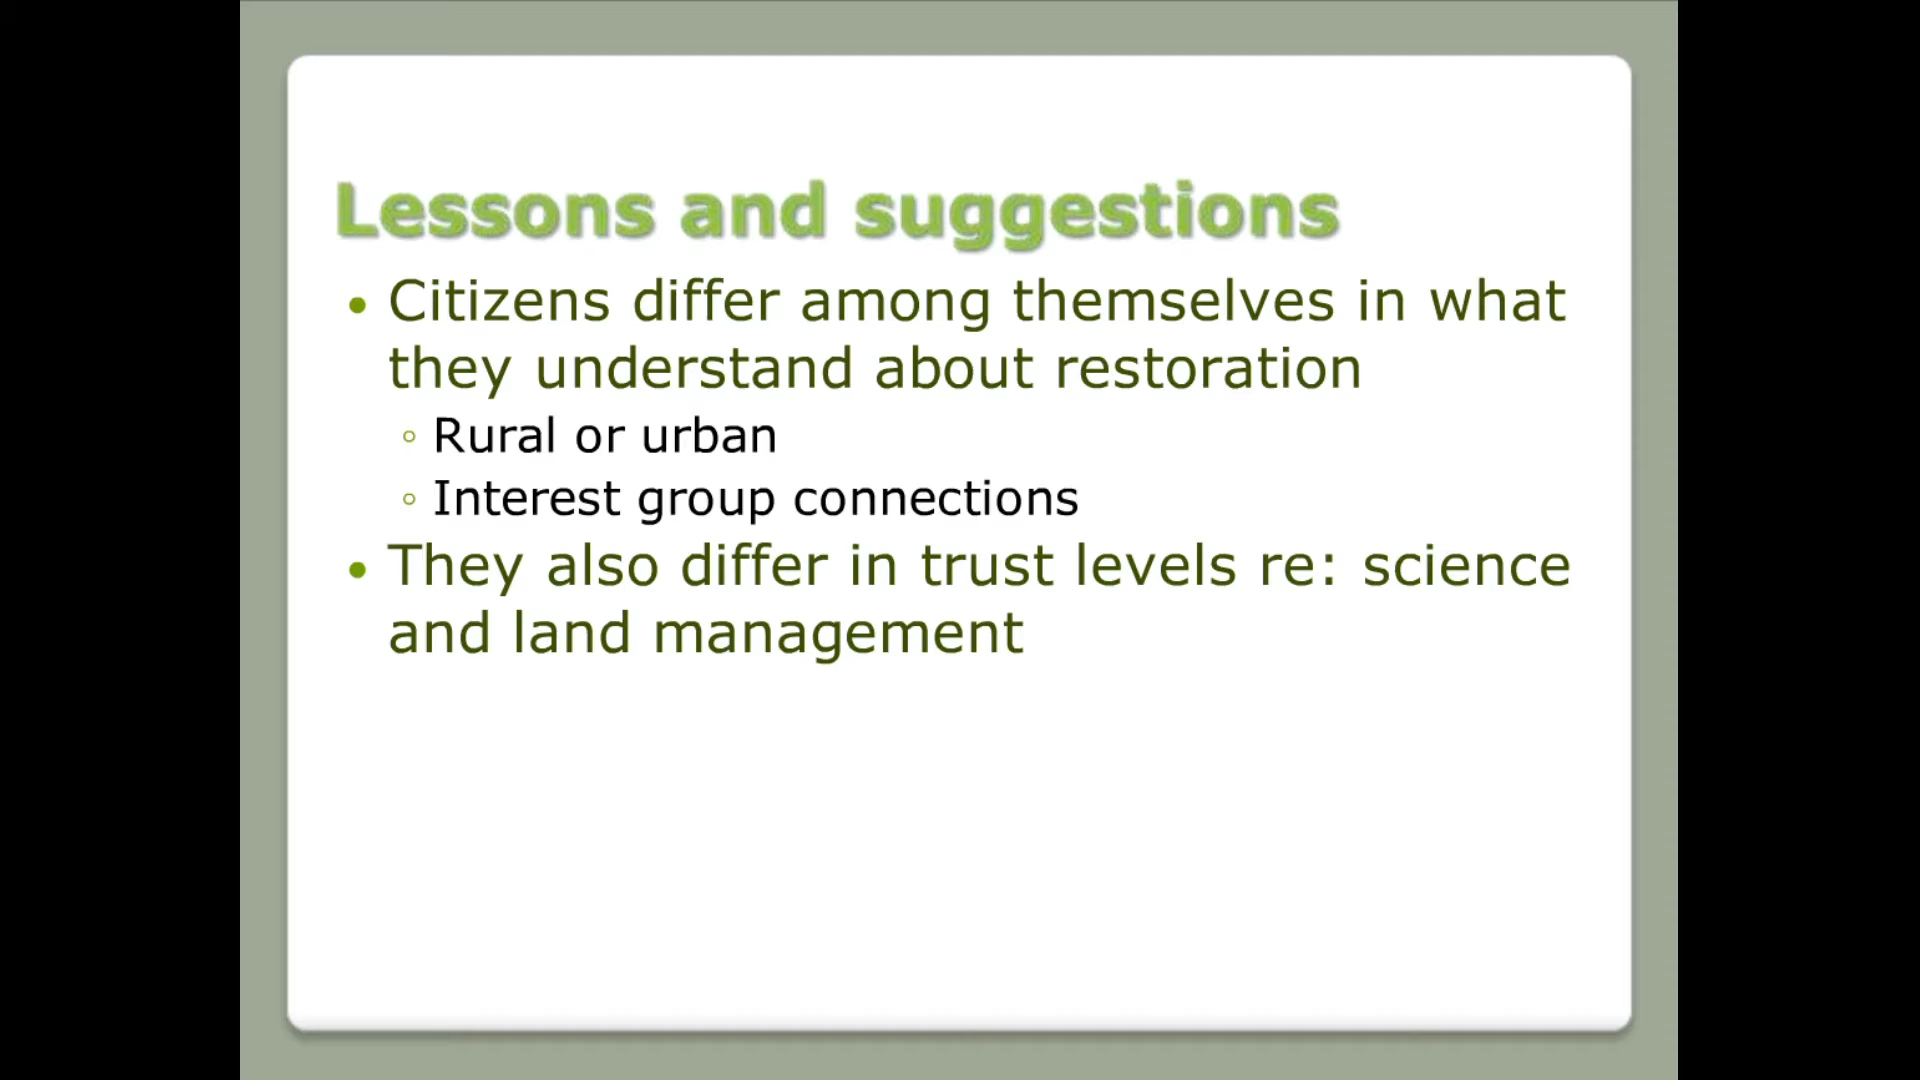 Lessons and suggestions
• Citizens differ among themselves in what
they understand about restoration
◦ Rural or urban
◦ Interest group connections
• They also differ in trust levels re: science
and land management